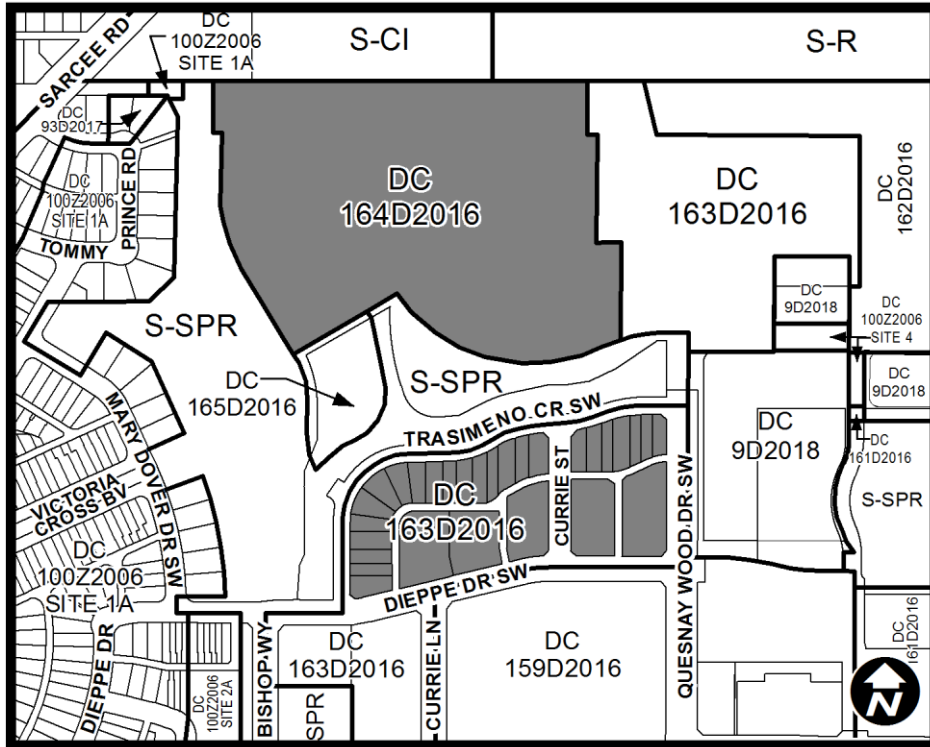 DC
100Z2006
SITE 1A
S-CI
S-R
SARCEE RD
DC
93D2017
DC
100Z2006
SITE 1A
PRINCE RD
TOMMY
DC
164D2016
DC
163D2016
DC
162D2016
DC
9D2018
DC
100Z2006
SITE 4
S-SPR
DC
165D2016
S-SPR
DC
9D2018
TRASIMENO CR SW
DC
9D2018
DC
161D2016
MARY DOVER DR SW
VICTORIA
CROSS BV
CURRIE ST
DC
163D2016
QUESNAY WOOD DR SW
S-SPR
DC
100Z2006
SITE 1A
DIEPPE DR SW
DIEPPE DR
DC
100Z2006
SITE 2A
BISHOP WY
DC
163D2016
SPR
CURRIE LN
DC
159D2016
DC
161D2016
N